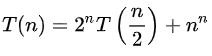 T(n) = 2^n T(n/2) + n^n